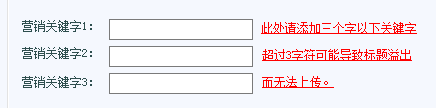 营销关键字1： 此处请添加三个字以下关键字
营销关键字2： 超过3字符可能导致标题溢出
营销关键字3： 而无法上传。